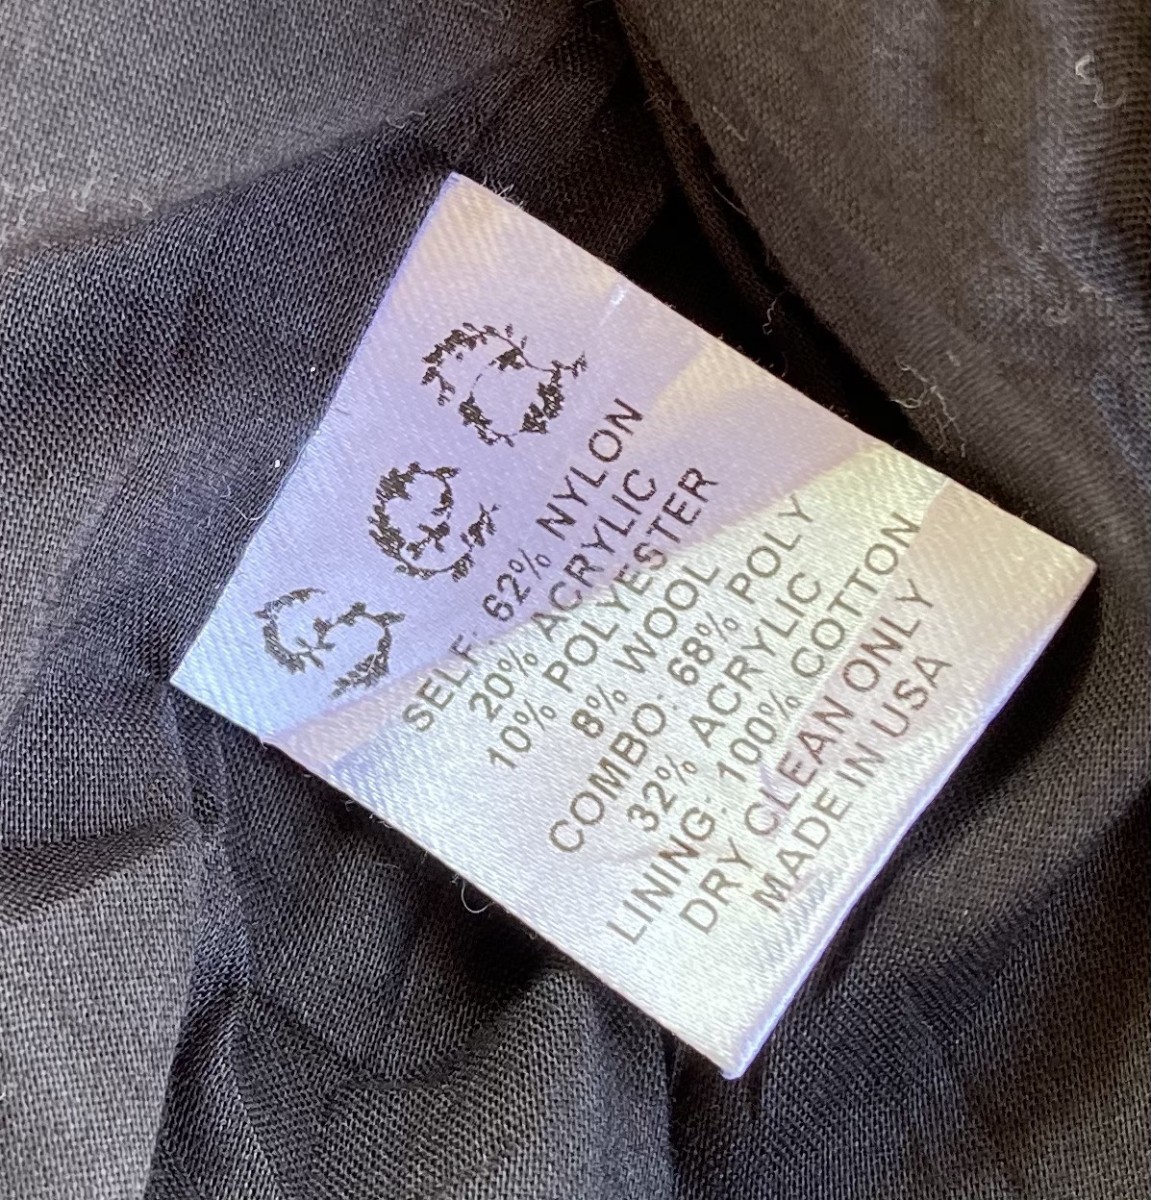 SELF: 62% NYLON
20% ACRYLIC
10% POLYESTER
8% WOOL
COMBO: 68% POLY
32% ACRYLIC
LINING: 100% COTTON
DRY CLEAN ONLY
MADE IN USA